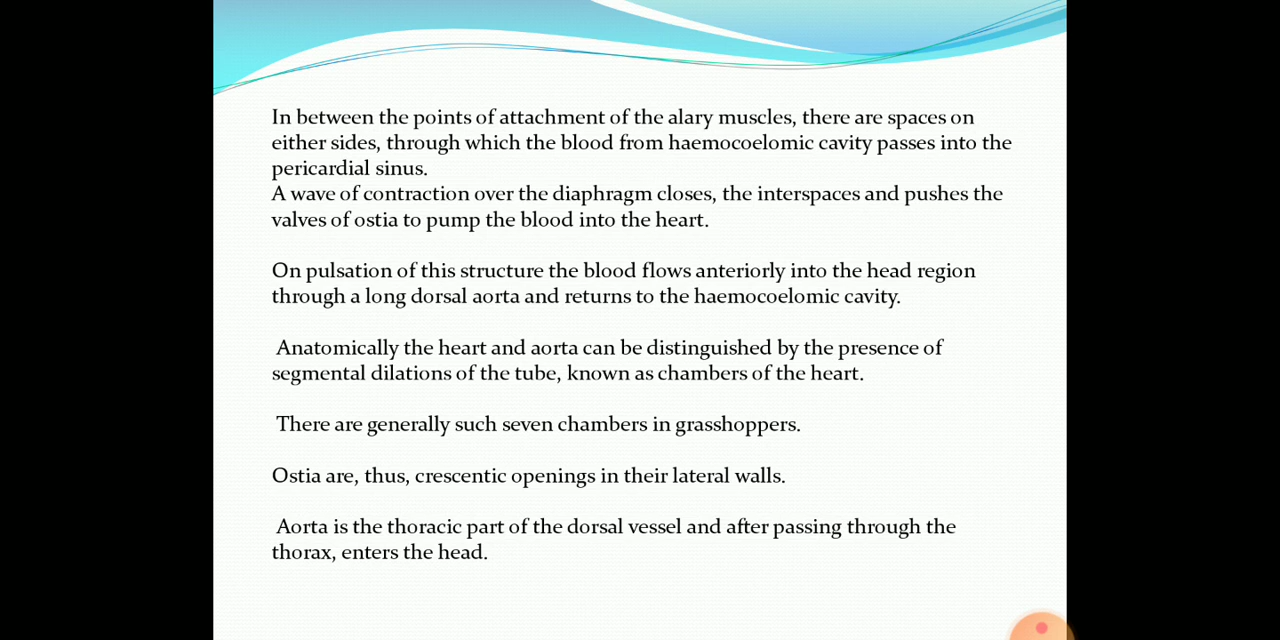 In between the points of attachment of the alary muscles, there are spaces on
either sides, through which the blood from haemocoelomic cavity passes into the
pericardial sinus.
A wave of contraction over the diaphragm closes, the interspaces and pushes the
valves of ostia to pump the blood into the heart.
On pulsation of this structure the blood flows anteriorly into the head region
through a long dorsal aorta and returns to the haemocoelomic cavity.
Anatomically the heart and aorta can be distinguished by the presence of
segmental dilations of the tube, known as chambers of the heart.
There are generally such seven chambers in grasshoppers.
Ostia are, thus, crescentic openings in their lateral walls.
Aorta is the thoracic part of the dorsal vessel and after passing through the
thorax, enters the head.